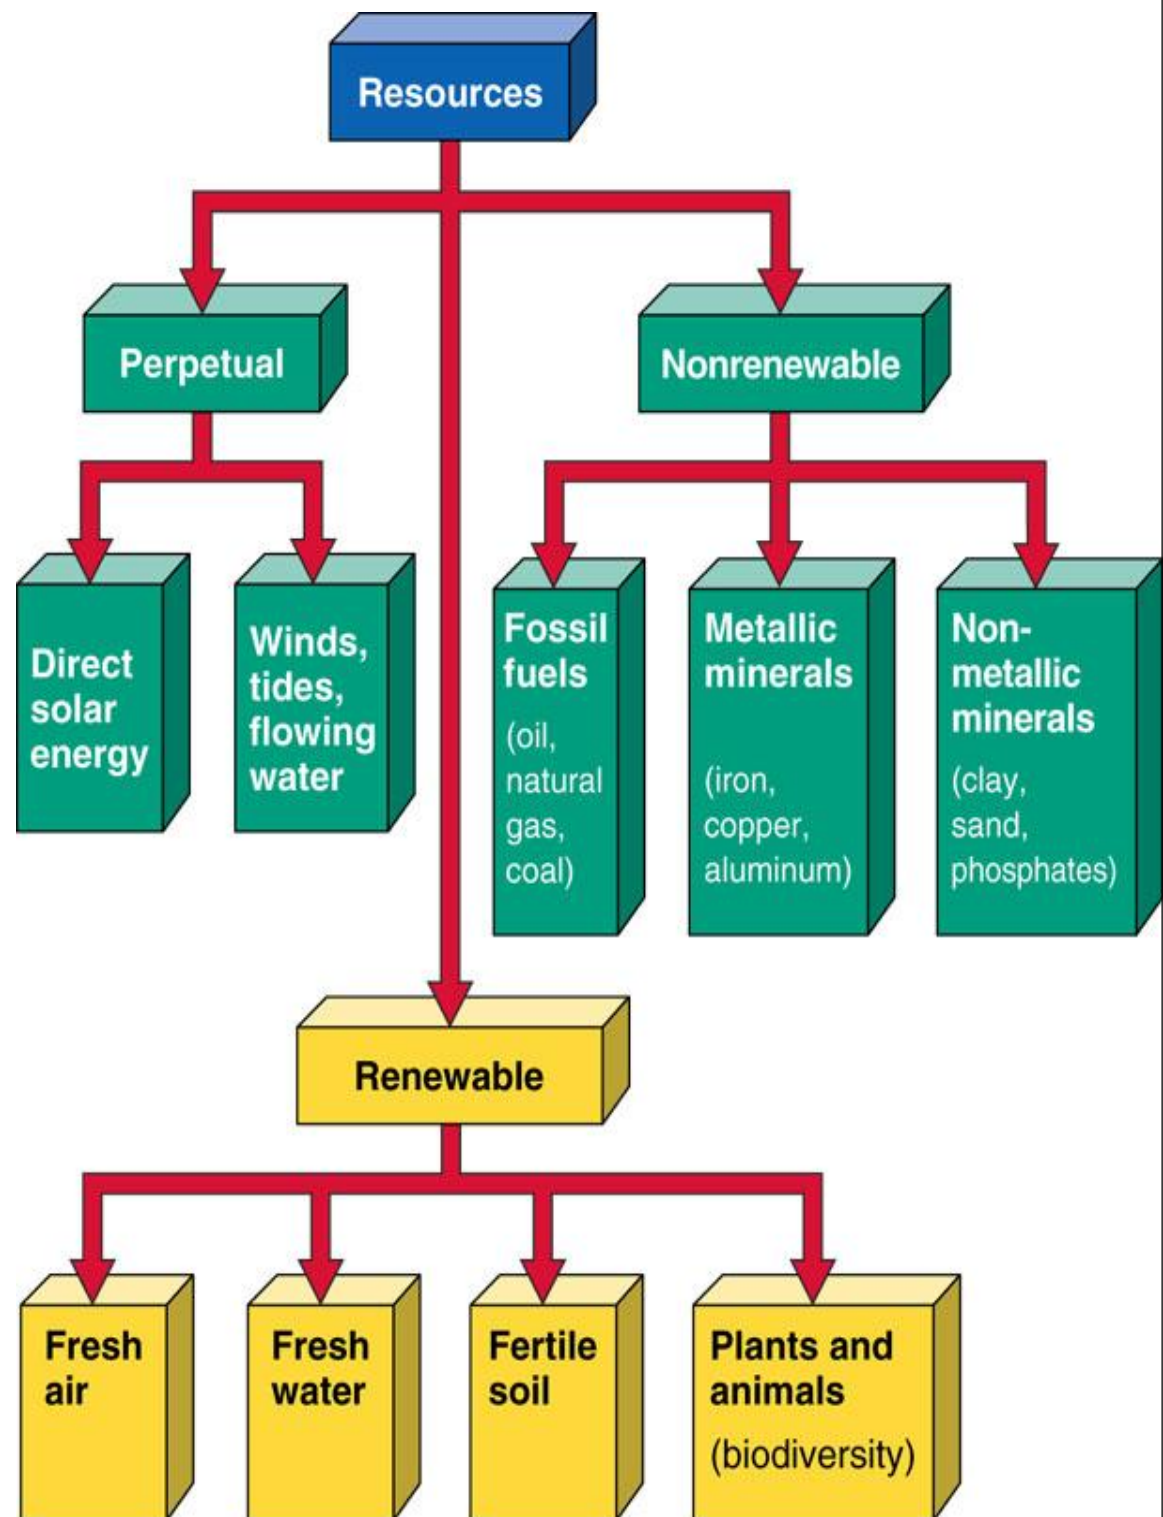 Resources
Perpetual
Nonrenewable
Direct
solar
energy
Winds,
tides,
flowing
water
Fossil
fuels
(oil,
natural
gas,
coal)
Metallic
minerals
(iron,
copper,
aluminum)
Non-
metallic
minerals
(clay,
sand,
phosphates)
Renewable
Fresh
air
Fresh
water
Fertile
soil
Plants and
animals
(biodiversity)